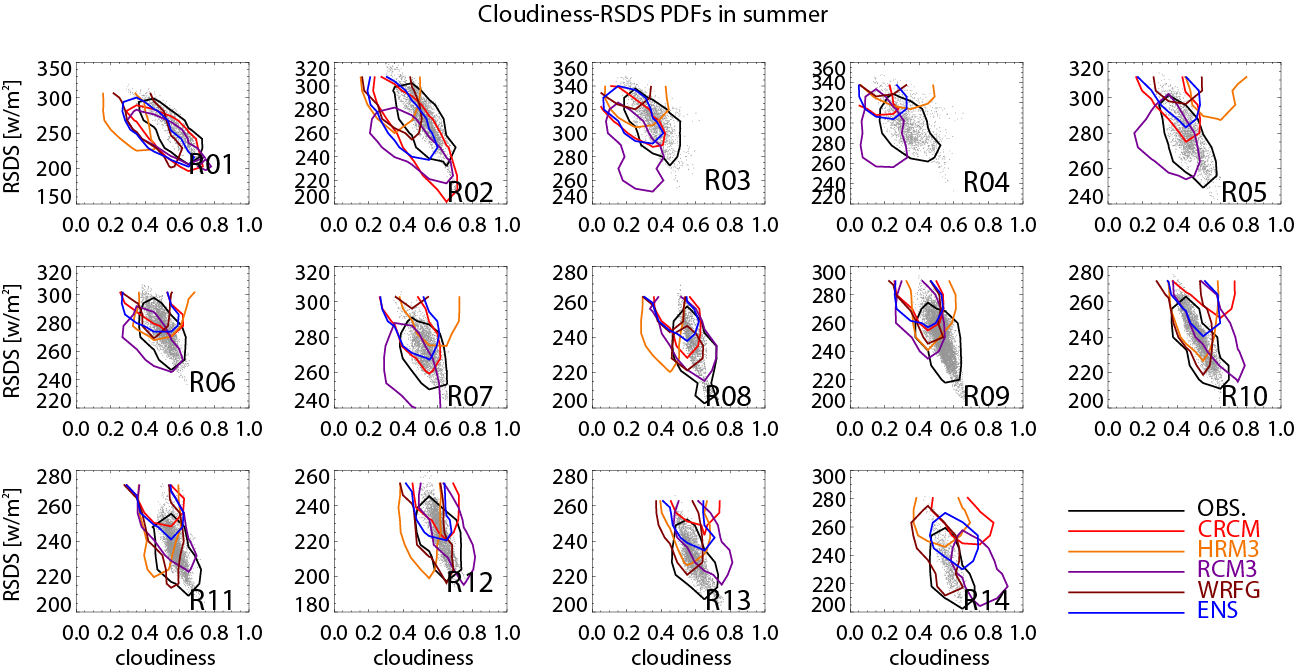 Cloudiness-RSDS PDFs in summer
RSDS [w/m²]
350
300
250
200
150
0.0 0.2 0.4 0.6 0.8 1.0
R01
320
300
280
260
240
220
200
0.0 0.2 0.4 0.6 0.8 1.0
R02
360
340
320
300
280
260
240
0.0 0.2 0.4 0.6 0.8 1.0
R03
360
340
320
300
280
260
240
220
0.0 0.2 0.4 0.6 0.8 1.0
R04
320
300
280
260
240
0.0 0.2 0.4 0.6 0.8 1.0
R05
RSDS [w/m²]
320
300
280
260
240
220
0.0 0.2 0.4 0.6 0.8 1.0
R06
320
300
280
260
240
0.0 0.2 0.4 0.6 0.8 1.0
R07
280
260
240
220
200
0.0 0.2 0.4 0.6 0.8 1.0
R08
300
280
260
240
220
200
0.0 0.2 0.4 0.6 0.8 1.0
R09
280
260
240
220
200
0.0 0.2 0.4 0.6 0.8 1.0
R10
RSDS [w/m²]
280
260
240
220
200
0.0 0.2 0.4 0.6 0.8 1.0
R11
cloudiness
260
240
220
200
180
0.0 0.2 0.4 0.6 0.8 1.0
R12
cloudiness
280
260
240
220
200
0.0 0.2 0.4 0.6 0.8 1.0
R13
cloudiness
300
280
260
240
220
200
0.0 0.2 0.4 0.6 0.8 1.0
R14
cloudiness
OBS.
CRCM
HRM3
RCM3
WRFG
ENS